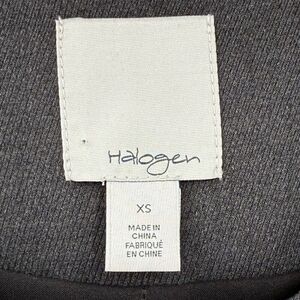 Halogen
XS
MADE IN
CHINA
FABRIQUÉ
EN CHINE